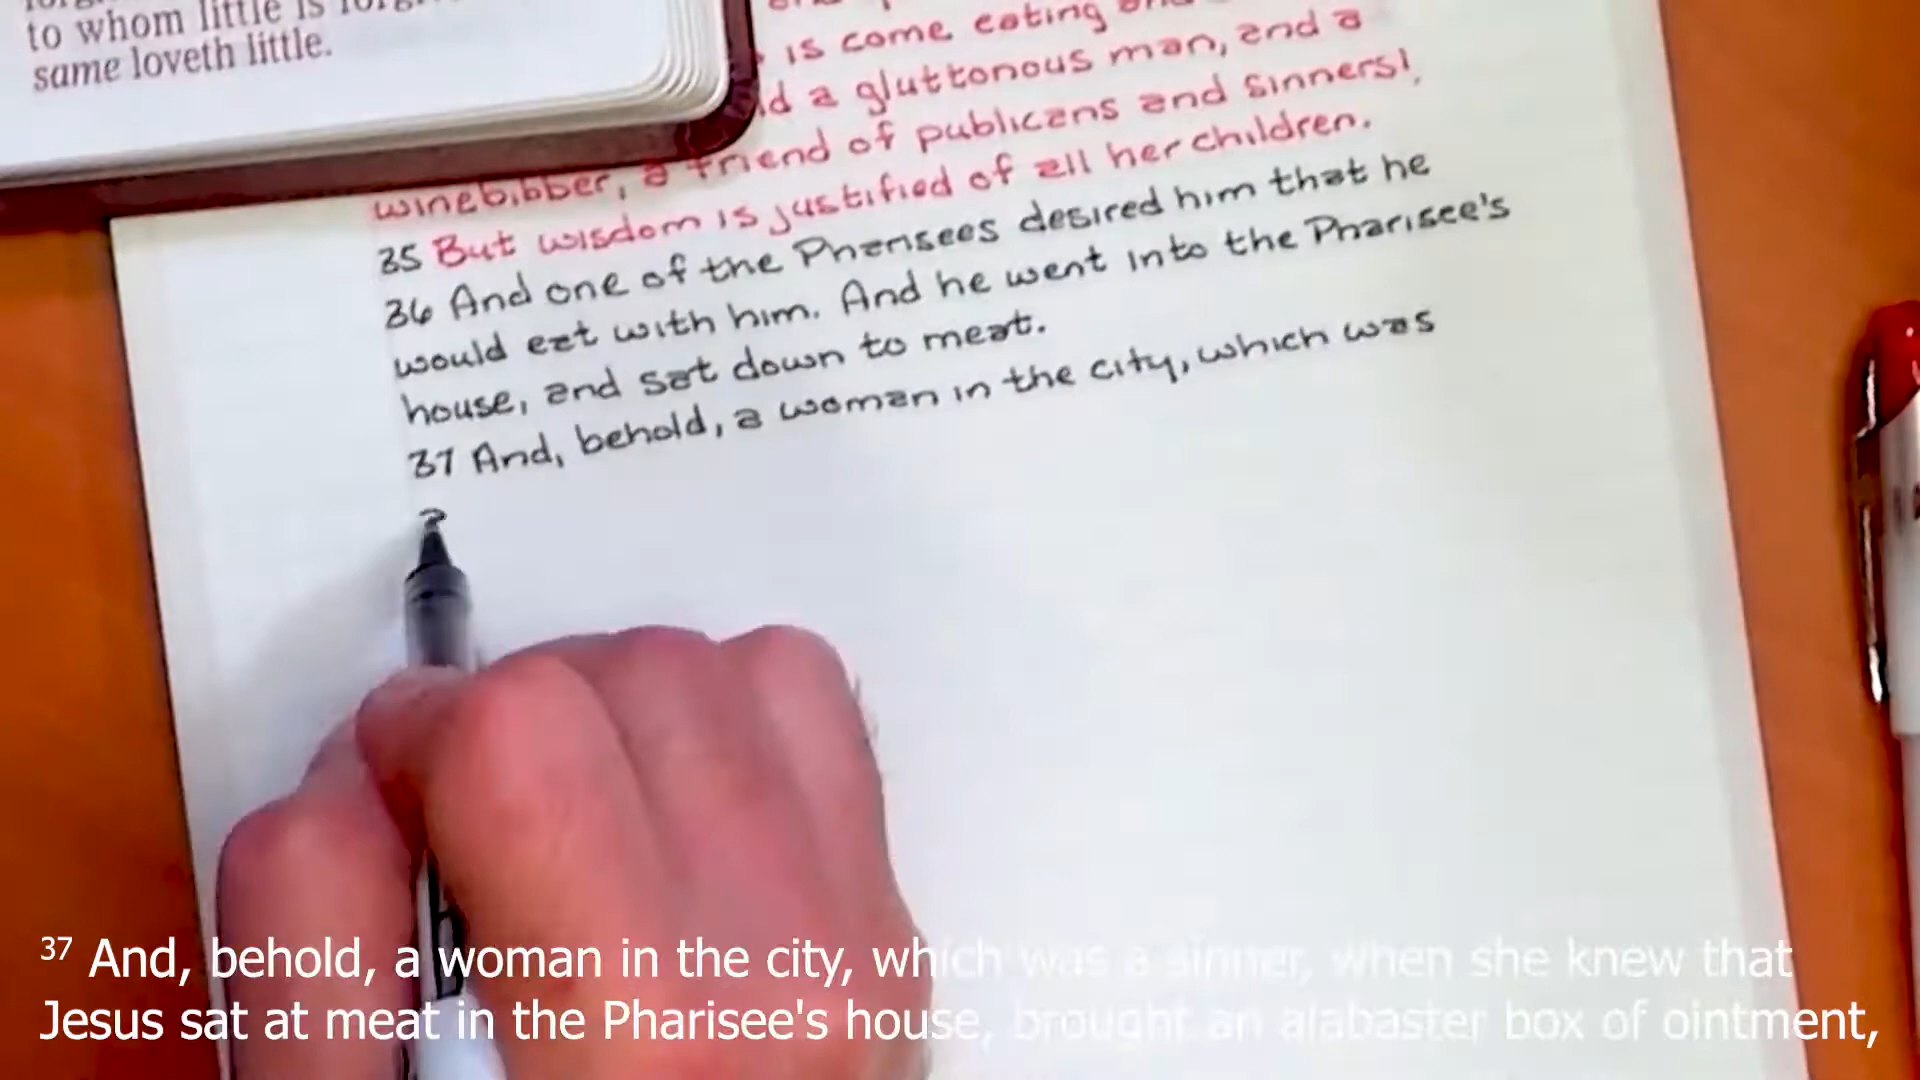 to whom little is
same loveth little.
is come eating
a gluttonous man, and a
winebibber, a friend of publicans and sinners!
35 But wisdom is justified of all her children.
36 And one of the Pharisees desired him that he
would eat with him. And he went into the Pharisee's
house, and sat down to meat.
37 And, behold, a woman in the city, which was
a
37 And, behold, a woman in the city, which was a sinner, when she knew that
Jesus sat at meat in the Pharisee's house, brought an alabaster box of ointment,